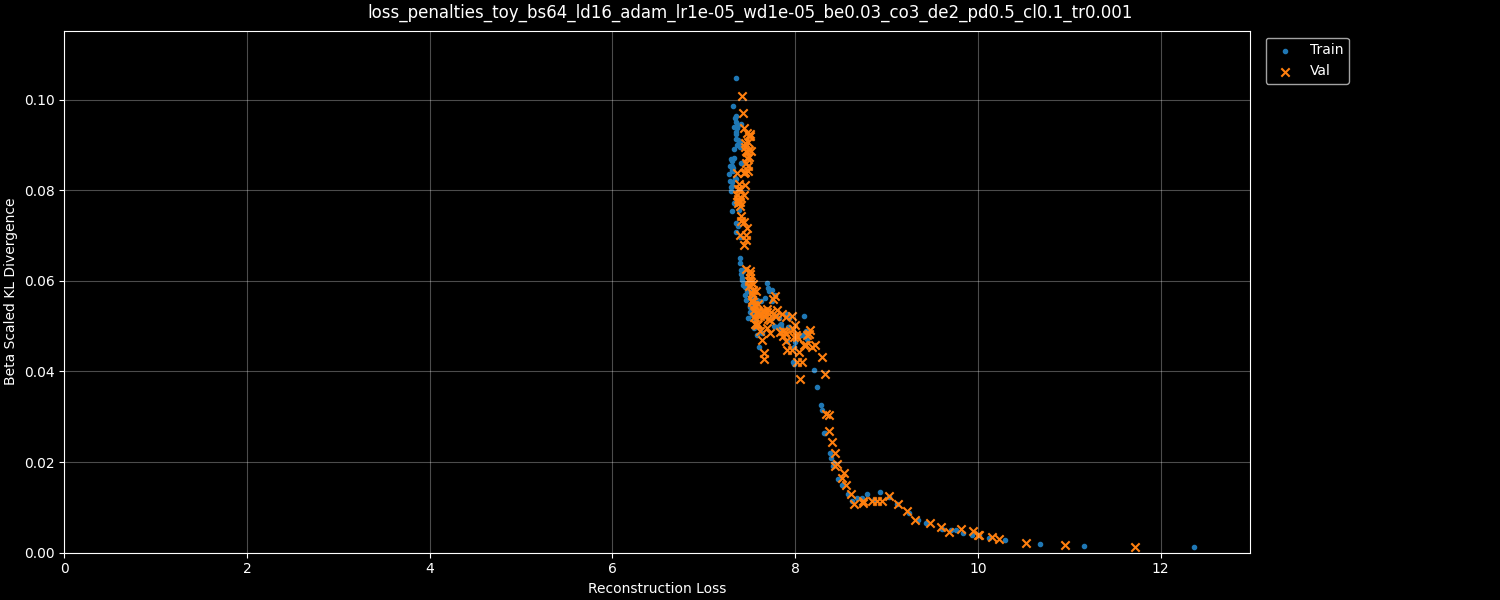 loss_penalties_toy_bs64_ld16_adam_lr1e-05_wd1e-05_be0.03_co3_de2_pd0.5_cl0.1_tr0.001
Train
Val
0.10
0.08
0.06
0.04
0.02
0.00
Beta Scaled KL Divergence
0
2
4
6
8
10
12
Reconstruction Loss